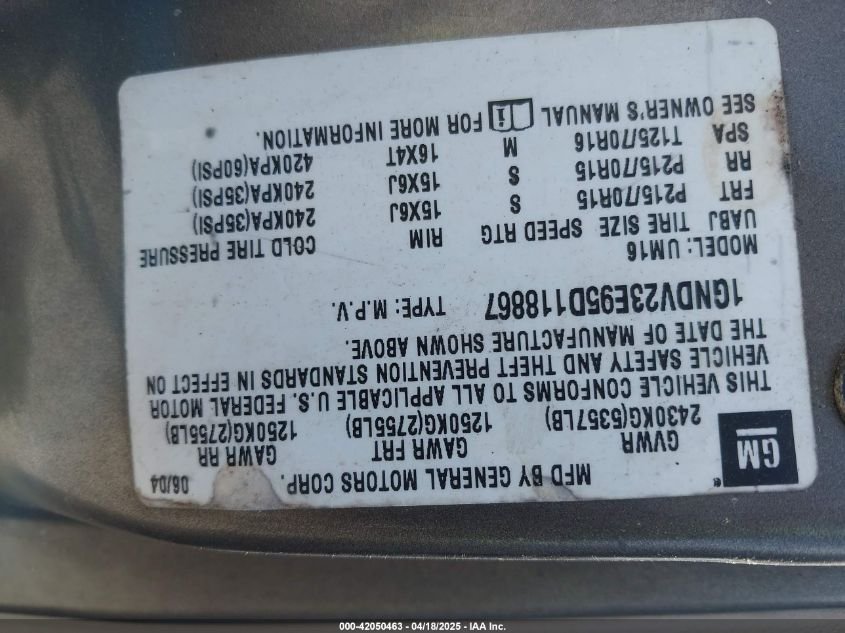 GM
MFD BY GENERAL MOTORS CORP. 08/04
GVWR GAWR FRT GAWR RR
2430KG(5357LB) 1250KG(2755LB) 1250KG(2755LB)
THIS VEHICLE CONFORMS TO ALL APPLICABLE U.S. FEDERAL MOTOR
VEHICLE SAFETY AND THEFT PREVENTION STANDARDS IN EFFECT ON
THE DATE OF MANUFACTURE SHOWN ABOVE.
1GNDV23E95D118867 TYPE: M.P.V.
MODEL: UM16
UABJ TIRE SIZE SPEED RTG RIM COLD TIRE PRESSURE
FRT P215/70R15 S 15X6J 240KPA(35PSI)
RR P215/70R15 S 15X6J 240KPA(35PSI)
SPA T125/70R16 M 16X4T 420KPA(60PSI)
SEE OWNER'S MANUAL i FOR MORE INFORMATION.
000-42050463 - 04/18/2025 - IAA Inc.